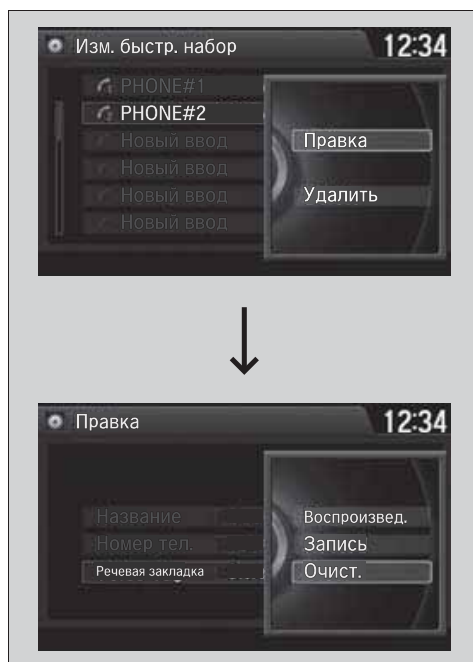 Изм. быстр. набор 12:34
PHONE#1
PHONE#2
Новый ввод
Новый ввод
Новый ввод
Новый ввод
Правка
Удалить
Правка 12:34
Название
Номер тел.
Речевая закладка
Воспроизвед.
Запись
Очист.